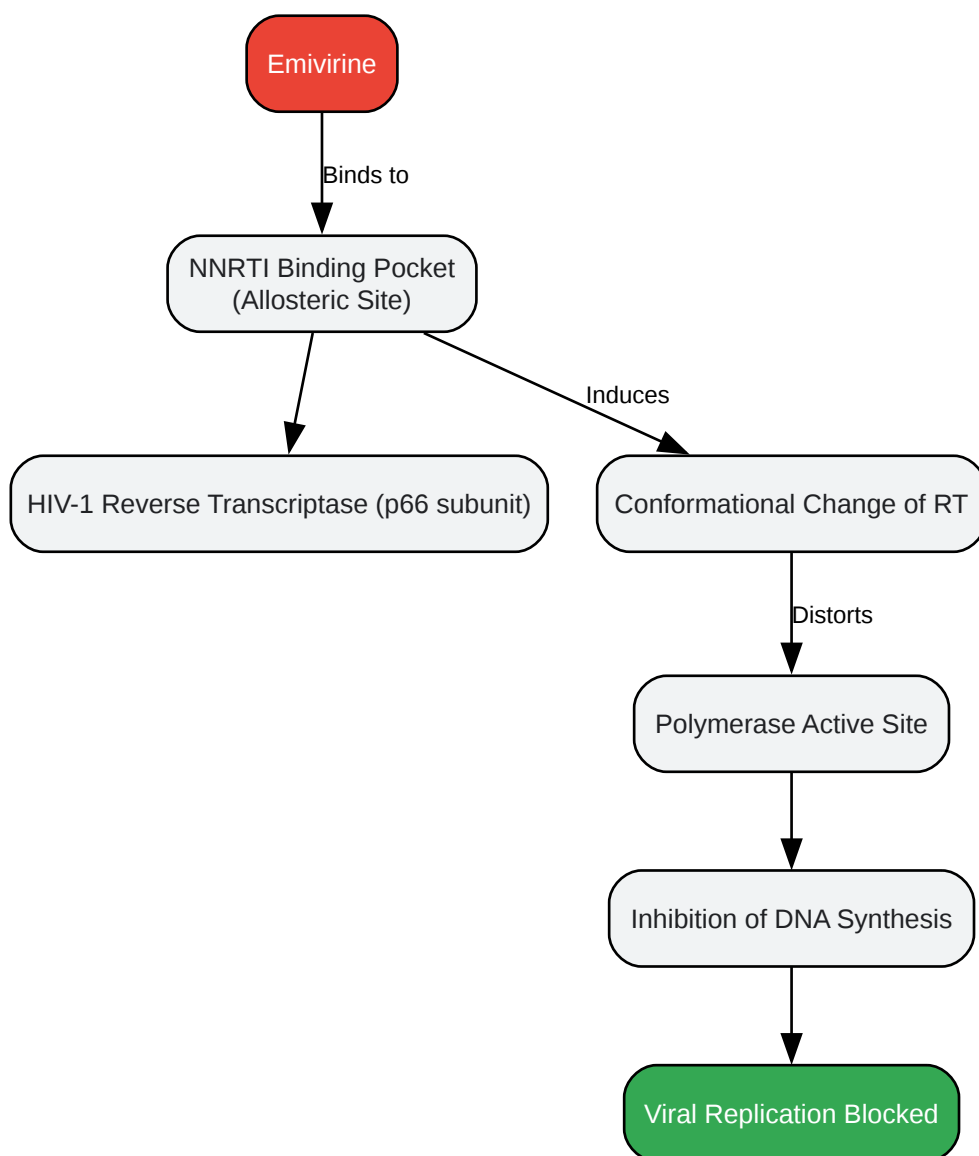 Emivirine
Binds to
NNRTI Binding Pocket
(Allosteric Site)
Induces
HIV-1 Reverse Transcriptase (p66 subunit)
Conformational Change of RT
Distorts
Polymerase Active Site
Inhibition of DNA Synthesis
Viral Replication Blocked